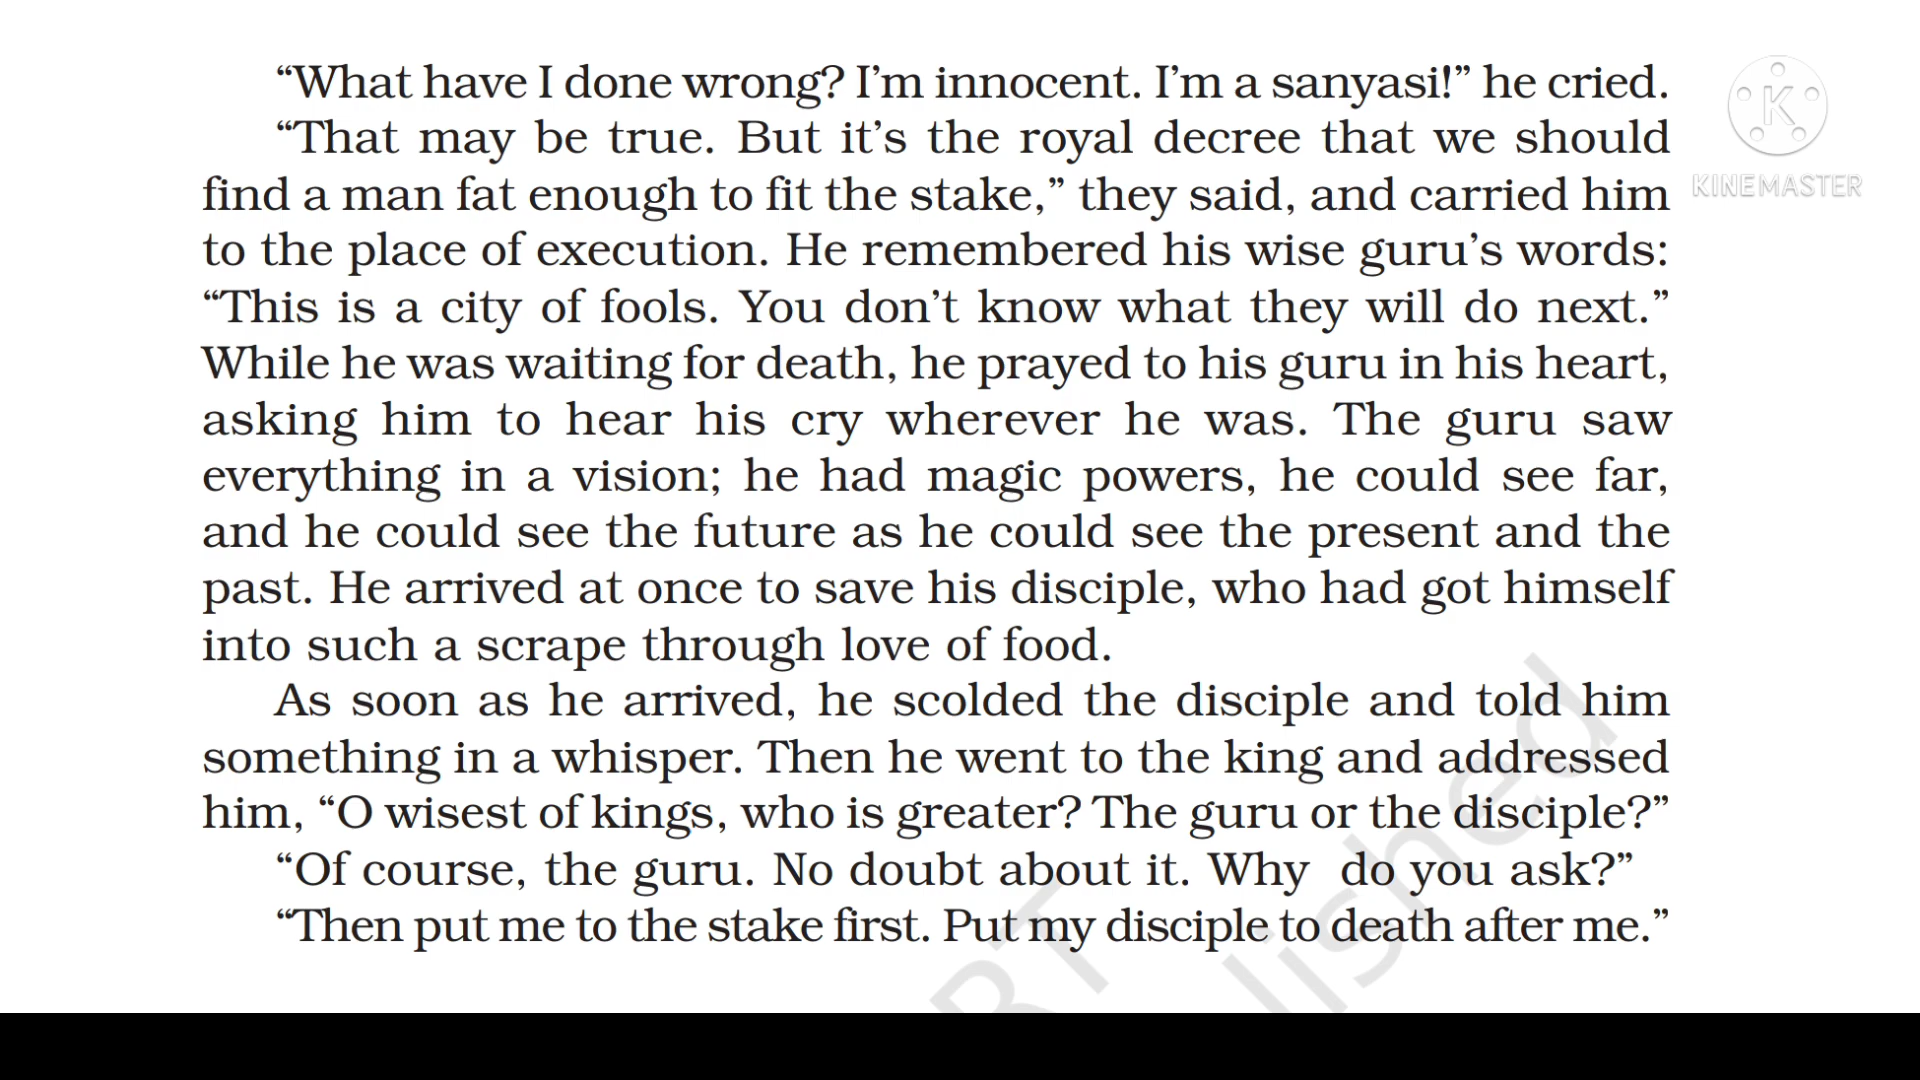 “What have I done wrong? I’m innocent. I’m a sanyasi!” he cried.
“That may be true. But it’s the royal decree that we should
find a man fat enough to fit the stake,” they said, and carried him
to the place of execution. He remembered his wise guru’s words:
“This is a city of fools. You don’t know what they will do next.”
While he was waiting for death, he prayed to his guru in his heart,
asking him to hear his cry wherever he was. The guru saw
everything in a vision; he had magic powers, he could see far,
and he could see the future as he could see the present and the
past. He arrived at once to save his disciple, who had got himself
into such a scrape through love of food.
As soon as he arrived, he scolded the disciple and told him
something in a whisper. Then he went to the king and addressed
him, “O wisest of kings, who is greater? The guru or the disciple?”
“Of course, the guru. No doubt about it. Why do you ask?”
“Then put me to the stake first. Put my disciple to death after me.”
K
KINEMASTER
RT
lished